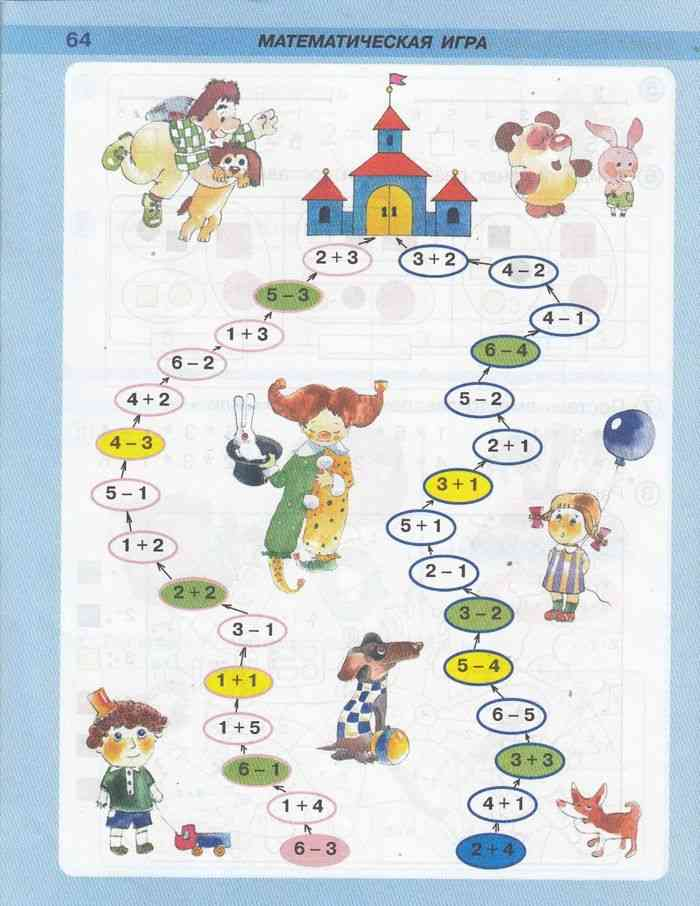 64
МАТЕМАТИЧЕСКАЯ ИГРА
11
2 + 3
3 + 2
4 – 2
5 – 3
4 – 1
1 + 3
6 – 4
6 – 2
4 + 2
5 – 2
4 – 3
2 + 1
5 – 1
3 + 1
5 + 1
1 + 2
2 – 1
2 + 2
3 – 2
3 – 1
5 – 4
1 + 1
6 – 5
1 + 5
3 + 3
6 – 1
1 + 4
4 + 1
6 – 3
2 + 4